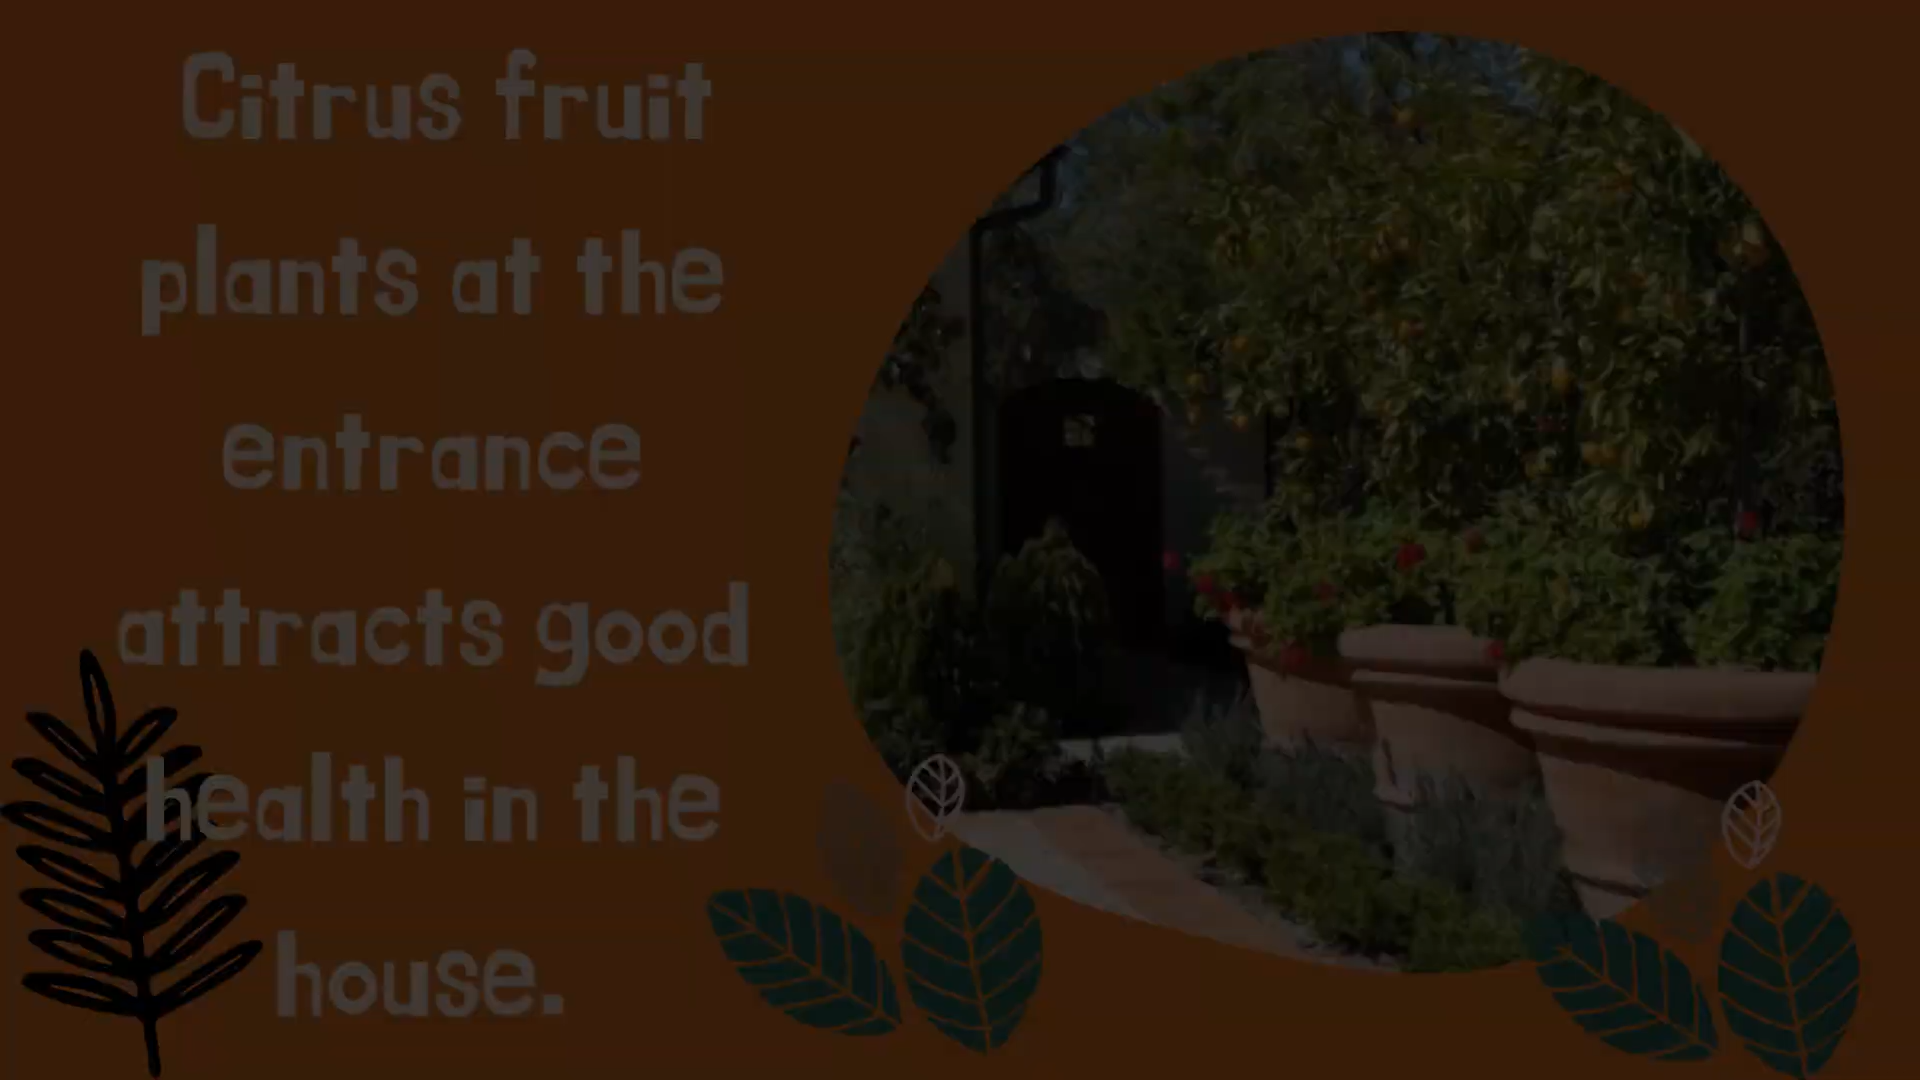 Citrus fruit
plants at the
entrance
attracts good
health in the
house.